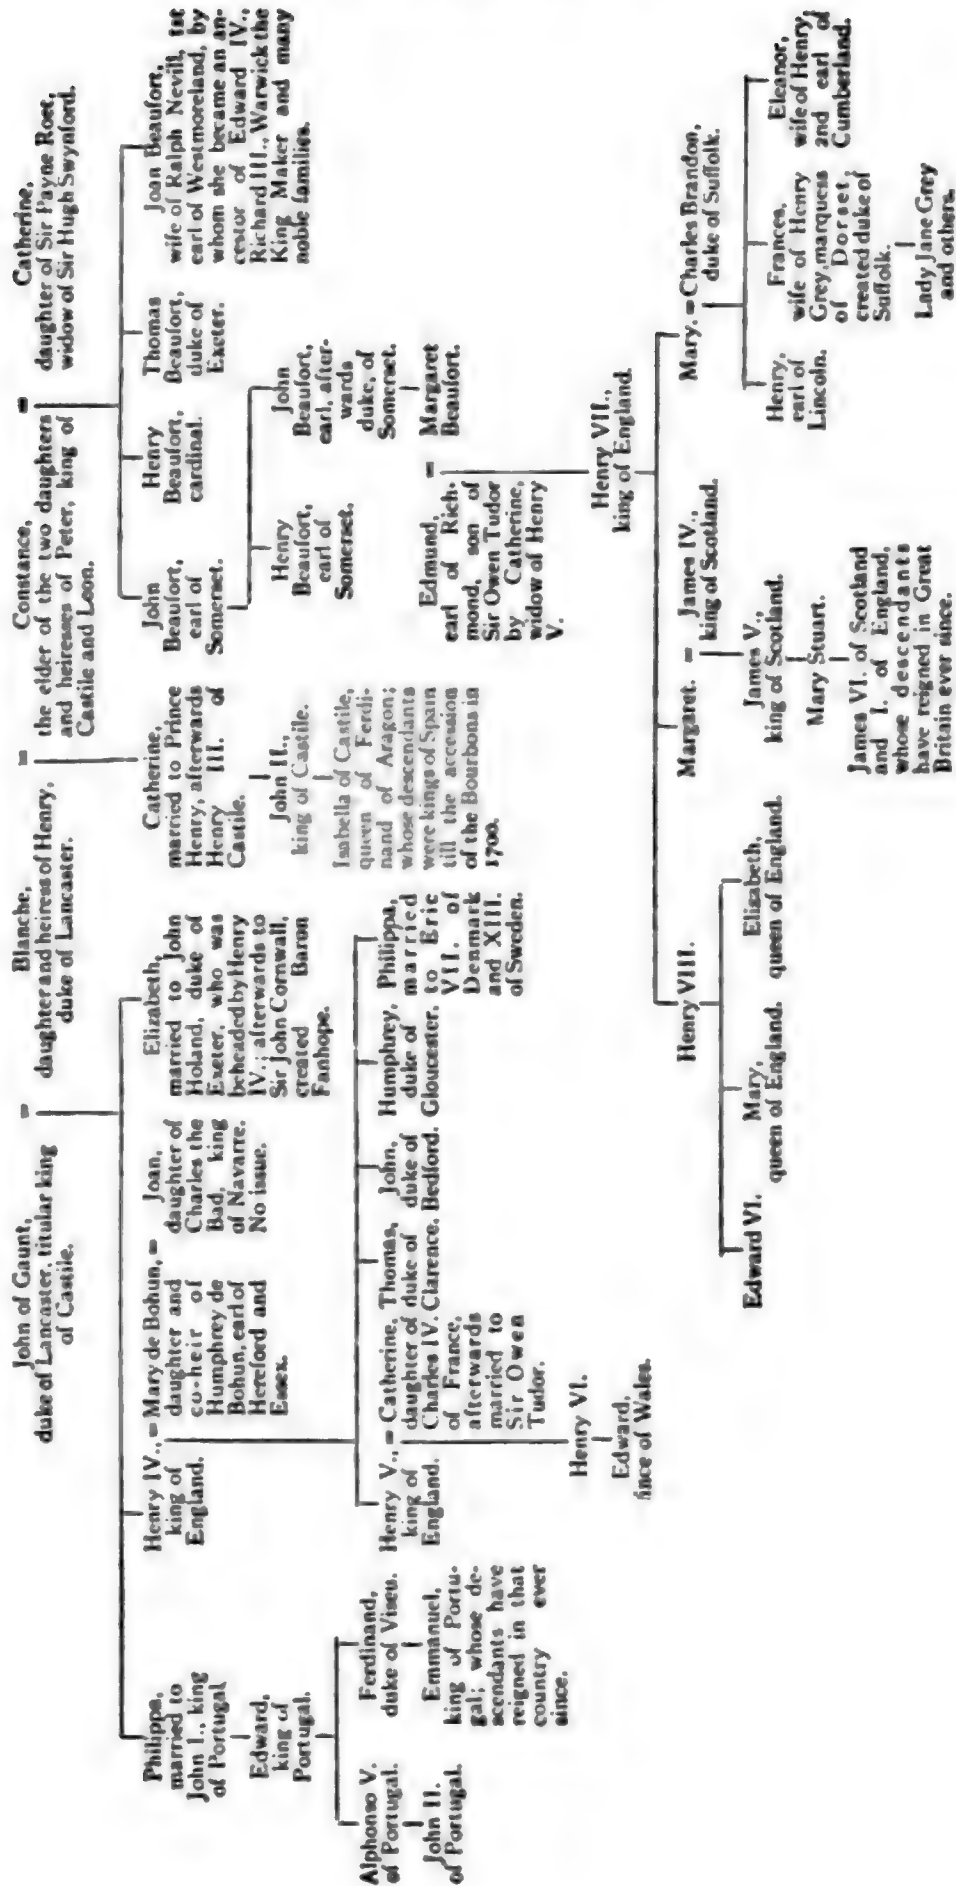 John of Gaunt,
duke of Lancaster, titular king
of Castile.
=
Blanche,
daughter and heiress of Henry,
duke of Lancaster.
=
Constance,
the elder of the two daughters
and heiresses of Peter, king of
Castile and Leon.
=
Catherine,
daughter of Sir Payne Roet,
widow of Sir Hugh Swynford.
Philippa,
married to
John I., king
of Portugal
Edward,
king of
Portugal.
Alphonso V.
of Portugal.
John II.
of Portugal.
Ferdinand,
duke of Viseu.
Emmanuel,
king of Portu-
gal; whose de-
scendants have
reigned in that
country ever
since.
Henry IV.,
king of
England.
= Mary de Bohun,
daughter and
co-heir of
Humphrey de
Bohun, earl of
Hereford and
Essex.
= Joan,
daughter of
Charles the
Bad, king
of Navarre.
No issue.
Elizabeth,
married to John
Holand, duke of
Exeter, who was
beheaded by Henry
IV.; afterwards to
Sir John Cornwall,
created Baron
Fanhope.
Henry V.,
king of
England.
= Catherine,
daughter of
Charles IV.
of France,
afterwards
married to
Sir Owen
Tudor.
Thomas,
duke of
Clarence.
John,
duke of
Bedford.
Humphrey,
duke of
Gloucester.
Philippa,
married
to Eric
VII. of
Denmark
and XIII.
of Sweden.
Henry VI.
Edward,
fince of Wales.
Catherine,
married to Prince
Henry, afterwards
Henry III. of
Castile.
John II.,
king of Castile.
Isabella of Castile,
queen of Ferdi-
nand of Aragon;
whose descendants
were kings of Spain
till the accession
of the Bourbons in
1700.
John
Beaufort,
earl of
Somerset.
Henry
Beaufort,
cardinal.
Thomas
Beaufort,
duke of
Exeter.
Joan Beaufort,
wife of Ralph Nevill, 1st
earl of Westmoreland, by
whom she became an an-
cestor of Edward IV.,
Richard III., Warwick the
King Maker and many
noble families.
Henry
Beaufort,
earl of
Somerset.
John
Beaufort,
earl, after-
wards
duke, of
Somerset.
Edmund,
earl of Rich-
mond, son of
Sir Owen Tudor
by Catherine,
widow of Henry
V.
=
Margaret
Beaufort.
Henry VII.,
king of England.
Henry VIII.
Edward VI.
Mary,
queen of England.
Elizabeth,
queen of England.
Margaret. = James IV.,
king of Scotland.
James V.,
king of Scotland.
Mary Stuart.
James VI. of Scotland
and I. of England,
whose descendants
have reigned in Great
Britain ever since.
Mary. = Charles Brandon,
duke of Suffolk.
Henry,
earl of
Lincoln.
Frances,
wife of Henry
Grey, marquess
of Dorset,
created duke of
Suffolk.
Lady Jane Grey
and others.
Eleanor,
wife of Henry,
2nd earl of
Cumberland.